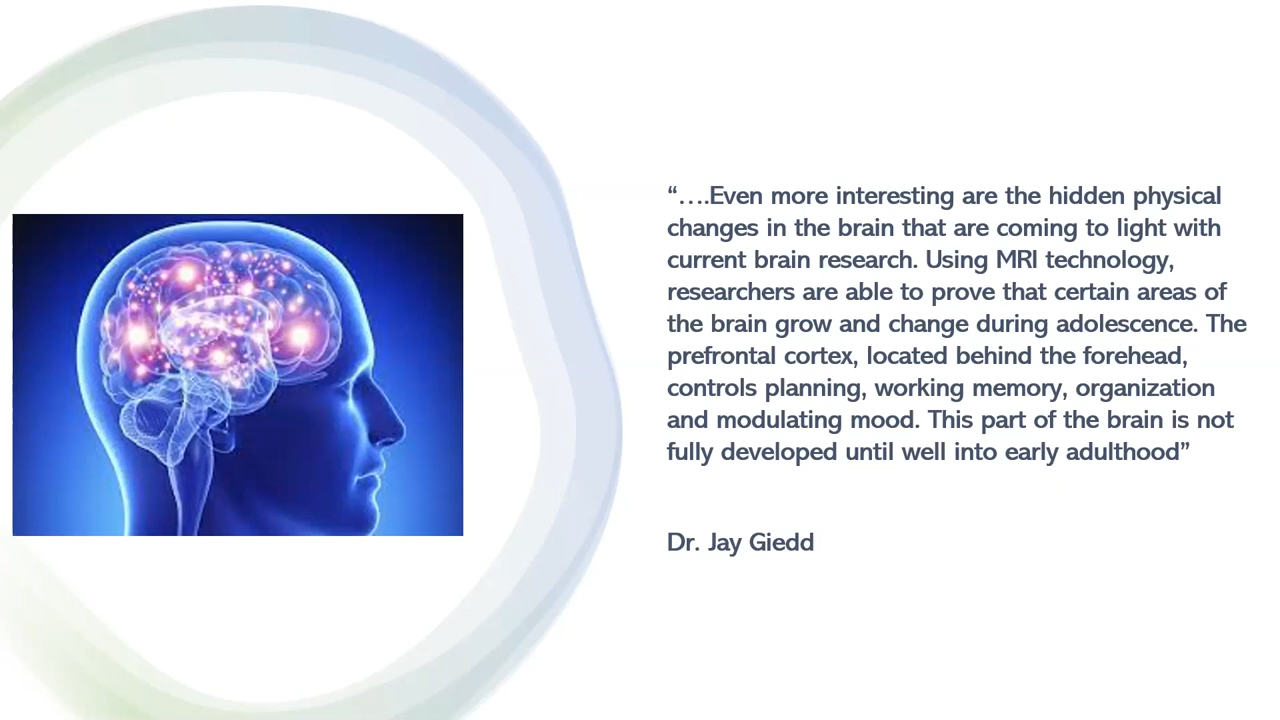 “….Even more interesting are the hidden physical
changes in the brain that are coming to light with
current brain research. Using MRI technology,
researchers are able to prove that certain areas of
the brain grow and change during adolescence. The
prefrontal cortex, located behind the forehead,
controls planning, working memory, organization
and modulating mood. This part of the brain is not
fully developed until well into early adulthood”
Dr. Jay Giedd